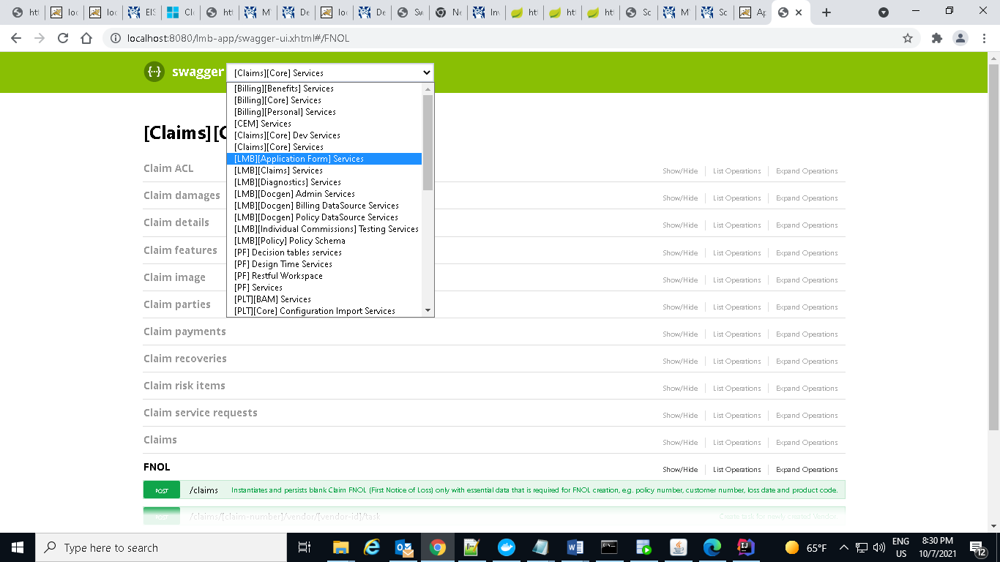 htt
loc
loc
EIS
Clo
htt
M
De
loc
De
Sw
Ne
Inv
htt
htt
htt
Sc
M
Sc
Ap
localhost:8080/lmb-app/swagger-ui.xhtml#/FNOL
{··} swagger [Claims][Core] Services
[Billing][Benefits] Services
[Billing][Core] Services
[Billing][Personal] Services
[CEM] Services
[Claims][Core] Dev Services
[Claims][Core] Services
[LMB][Application Form] Services
[LMB][Claims] Services
[LMB][Diagnostics] Services
[LMB][Docgen] Admin Services
[LMB][Docgen] Billing DataSource Services
[LMB][Docgen] Policy DataSource Services
[LMB][Individual Commissions] Testing Services
[LMB][Policy] Policy Schema
[PF] Decision tables services
[PF] Design Time Services
[PF] Restful Workspace
[PF] Services
[PLT][BAM] Services
[PLT][Core] Configuration Import Services
[Claims][C
Claim ACL Show/Hide List Operations Expand Operations
Claim damages Show/Hide List Operations Expand Operations
Claim details Show/Hide List Operations Expand Operations
Claim features Show/Hide List Operations Expand Operations
Claim image Show/Hide List Operations Expand Operations
Claim parties Show/Hide List Operations Expand Operations
Claim payments Show/Hide List Operations Expand Operations
Claim recoveries Show/Hide List Operations Expand Operations
Claim risk items Show/Hide List Operations Expand Operations
Claim service requests Show/Hide List Operations Expand Operations
Claims Show/Hide List Operations Expand Operations
FNOL Show/Hide List Operations Expand Operations
POST /claims Instantiates and persists blank Claim FNOL (First Notice of Loss) only with essential data that is required for FNOL creation, e.g. policy number, customer number, loss date and product code.
POST /claims/{claim-number}/vendor/{vendor-id}/task Create task for newly created Vendor.
Type here to search
65°F
ENG
US
8:30 PM
10/7/2021
12